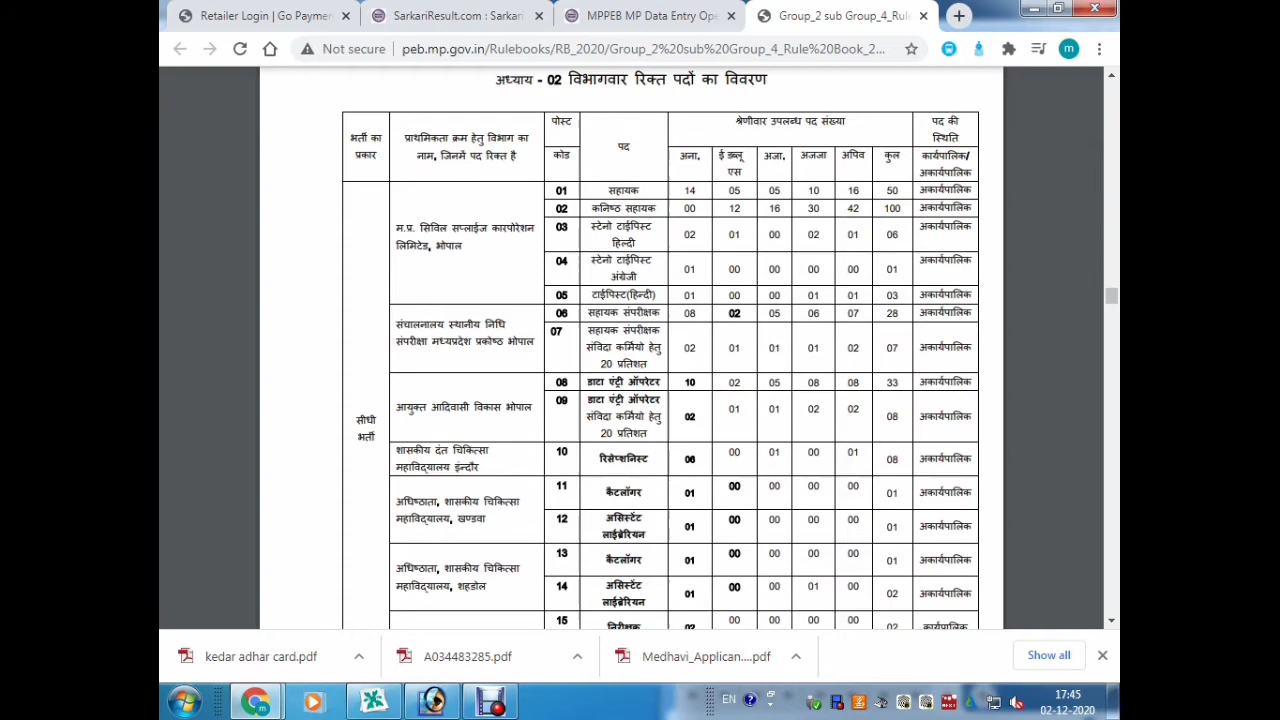 Retailer Login | Go Paymen
SarkariResult.com : Sarkari
MPPEB MP Data Entry Ope
Group_2 sub Group_4_Rule
Not secure
peb.mp.gov.in/Rulebooks/RB_2020/Group_2%20sub%20Group_4_Rule%20Book_2...
m
अध्याय - 02 विभागवार रिक्त पदों का विवरण
भर्ती का प्रकार
प्राथमिकता क्रम हेतु विभाग का नाम, जिनमें पद रिक्त है
पोस्ट कोड
पद
श्रेणीवार उपलब्ध पद संख्या
पद की स्थिति
अना. ई डब्लू एस अजा. अजजा अपिव कुल
कार्यपालिक/ अकार्यपालिक
सीधी भर्ती
म.प्र. सिविल सप्लाईज कारपोरेशन लिमिटेड, भोपाल
01 सहायक 14 05 05 10 16 50 अकार्यपालिक
02 कनिष्ठ सहायक 00 12 16 30 42 100 अकार्यपालिक
03 स्टेनो टाईपिस्ट हिल्दी 02 01 00 02 01 06 अकार्यपालिक
04 स्टेनो टाईपिस्ट अंग्रेजी 01 00 00 00 00 01 अकार्यपालिक
05 टाईपिस्ट(हिन्दी) 01 00 00 01 01 03 अकार्यपालिक
संचालनालय स्थानीय निधि संपरीक्षा मध्यप्रदेश प्रकोष्ठ भोपाल
06 सहायक संपरीक्षक 08 02 05 06 07 28 अकार्यपालिक
07 सहायक संपरीक्षक संविदा कर्मियो हेतु 20 प्रतिशत 02 01 01 01 02 07 अकार्यपालिक
आयुक्त आदिवासी विकास भोपाल
08 डाटा एंट्री ऑपरेटर 10 02 05 08 08 33 अकार्यपालिक
09 डाटा एंट्री ऑपरेटर संविदा कर्मियो हेतु 20 प्रतिशत 02 01 01 02 02 08 अकार्यपालिक
शासकीय दंत चिकित्सा महाविद्यालय इंन्दौर
10 रिसेप्शनिस्ट 06 00 01 00 01 08 अकार्यपालिक
अधिष्ठाता, शासकीय चिकित्सा महाविद्यालय, खण्डवा
11 कैटलॉगर 01 00 00 00 00 01 अकार्यपालिक
12 असिस्टेंट लाईब्रेरियन 01 00 00 00 00 01 अकार्यपालिक
अधिष्ठाता, शासकीय चिकित्सा महाविद्यालय, शहडोल
13 कैटलॉगर 01 00 00 00 00 01 अकार्यपालिक
14 असिस्टेंट लाईब्रेरियन 01 00 00 01 00 02 अकार्यपालिक
15 निरीक्षक 02 00 00 00 00 02 कार्यपालिक
kedar adhar card.pdf
A034483285.pdf
Medhavi_Applican....pdf
Show all
EN
17:45
02-12-2020